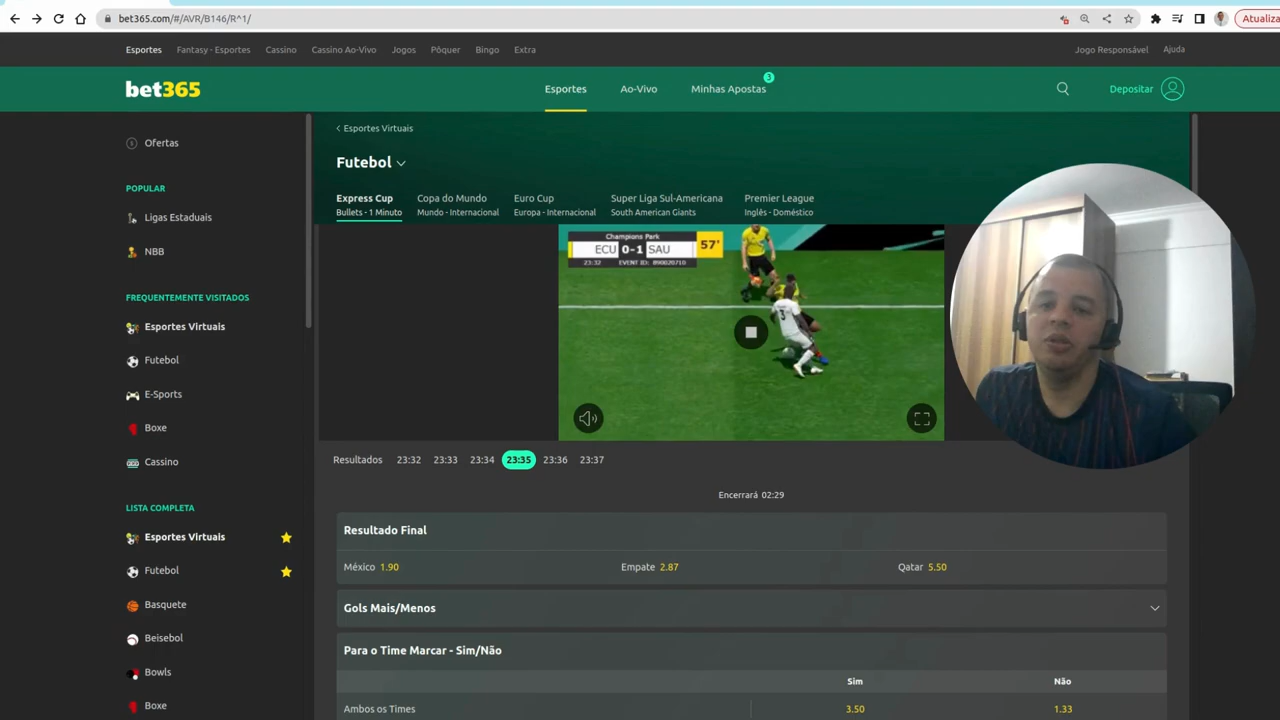 bet365.com/#/AVR/B146/R^1/
Atualiza
Esportes Fantasy - Esportes Cassino Cassino Ao-Vivo Jogos Pôquer Bingo Extra Jogo Responsável Ajuda
bet365 Esportes Ao-Vivo Minhas Apostas 3 Depositar
Ofertas
POPULAR
Ligas Estaduais
NBB
FREQUENTEMENTE VISITADOS
Esportes Virtuais
Futebol
E-Sports
Boxe
Cassino
LISTA COMPLETA
Esportes Virtuais
Futebol
Basquete
Beisebol
Bowls
Boxe
Esportes Virtuais
Futebol
Express Cup Copa do Mundo Euro Cup Super Liga Sul-Americana Premier League
Bullets - 1 Minuto Mundo - Internacional Europa - Internacional South American Giants Inglês - Doméstico
Champions Park
ECU 0-1 SAU 57'
23:32 EVENT ID: 890020710
3
Resultados 23:32 23:33 23:34 23:35 23:36 23:37
Encerrará 02:29
Resultado Final
México 1.90 Empate 2.87 Qatar 5.50
Gols Mais/Menos
Para o Time Marcar - Sim/Não
Sim Não
Ambos os Times 3.50 1.33